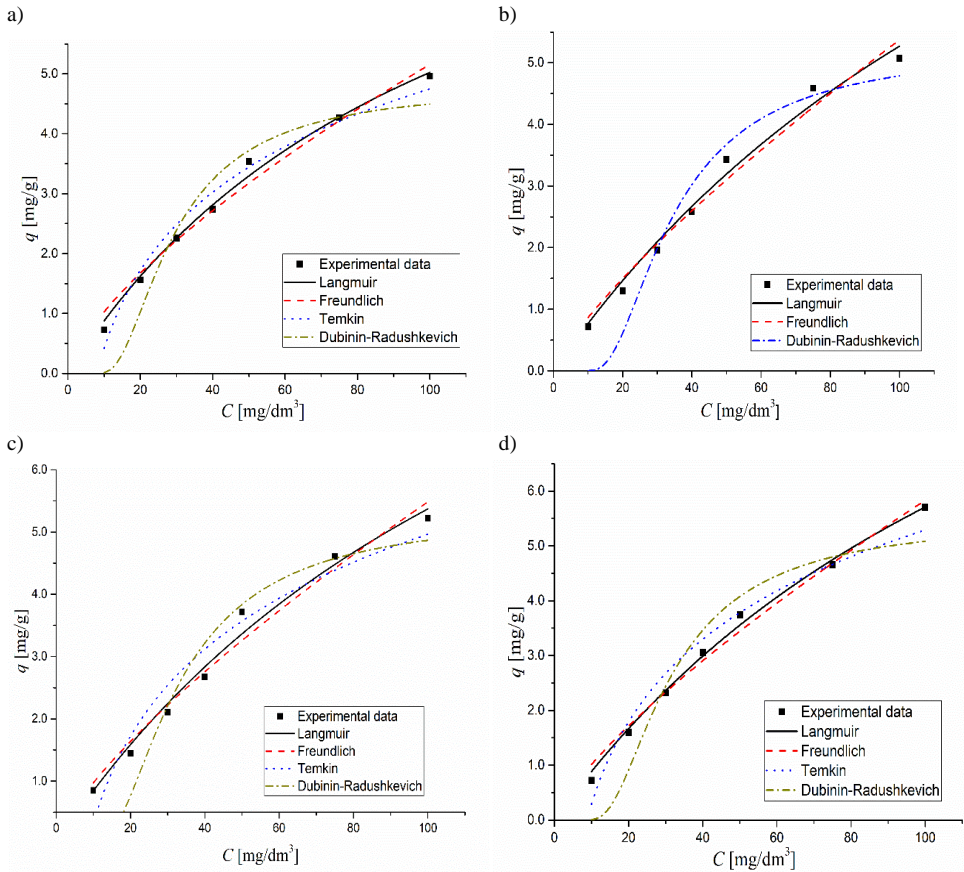 a)
5.0
4.0
3.0
2.0
1.0
0.0
q [mg/g]
Experimental data
Langmuir
Freundlich
Temkin
Dubinin-Radushkevich
0 20 40 60 80 100
C [mg/dm³]
b)
5.0
4.0
3.0
2.0
1.0
0.0
q [mg/g]
Experimental data
Langmuir
Freundlich
Dubinin-Radushkevich
0 20 40 60 80 100
C [mg/dm³]
c)
6.0
5.0
4.0
3.0
2.0
1.0
q [mg/g]
Experimental data
Langmuir
Freundlich
Temkin
Dubinin-Radushkevich
0 20 40 60 80 100
C [mg/dm³]
d)
6.0
5.0
4.0
3.0
2.0
1.0
0.0
q [mg/g]
Experimental data
Langmuir
Freundlich
Temkin
Dubinin-Radushkevich
0 20 40 60 80 100
C [mg/dm³]